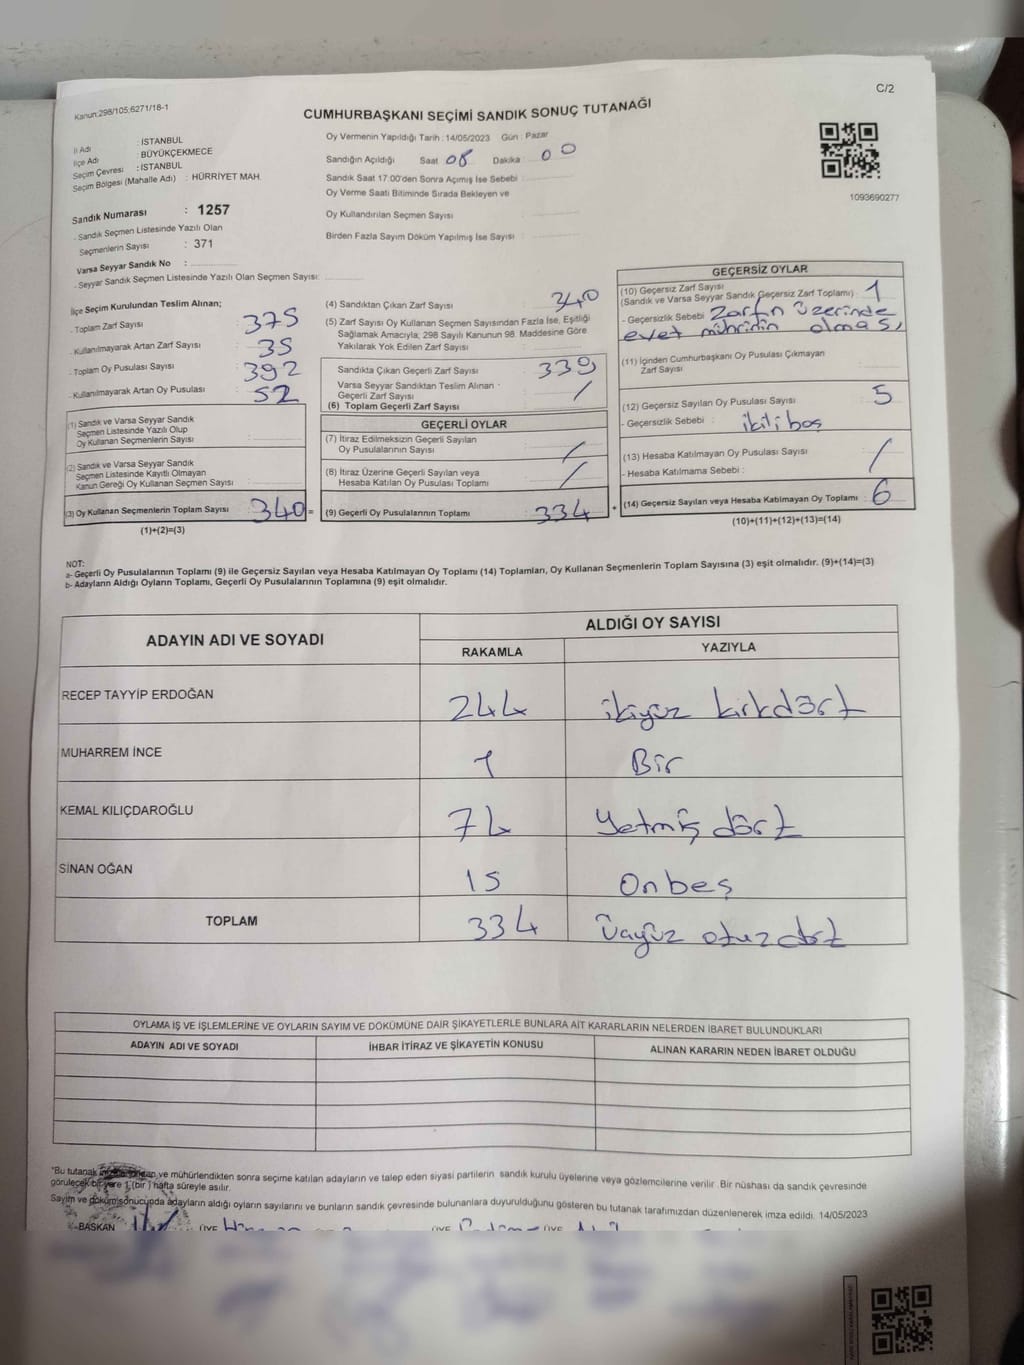 Kanun:298/105;6271/18-1
C/2
CUMHURBAŞKANI SEÇİMİ SANDIK SONUÇ TUTANAĞI
İl Adı : İSTANBUL
İlçe Adı : BÜYÜKÇEKMECE
Seçim Çevresi : İSTANBUL
Seçim Bölgesi (Mahalle Adı) : HÜRRİYET MAH.
Sandık Numarası : 1257
- Sandık Seçmen Listesinde Yazılı Olan
Seçmenlerin Sayısı : 371
Varsa Seyyar Sandık No :
- Seyyar Sandık Seçmen Listesinde Yazılı Olan Seçmen Sayısı:
Oy Vermenin Yapıldığı Tarih : 14/05/2023 Gün : Pazar
Sandığın Açıldığı Saat 08 Dakika : 00
Sandık Saat 17:00'den Sonra Açımış İse Sebebi :
Oy Verme Saati Bitiminde Sırada Bekleyen ve
Oy Kullandırılan Seçmen Sayısı
Birden Fazla Sayım Döküm Yapılmış İse Sayısı :
1093690277
İlçe Seçim Kurulundan Teslim Alınan;
- Toplam Zarf Sayısı : 375
- Kullanılmayarak Artan Zarf Sayısı : 35
- Toplam Oy Pusulası Sayısı : 392
- Kullanılmayarak Artan Oy Pusulası : 52
(1) Sandık ve Varsa Seyyar Sandık
Seçmen Listesinde Yazılı Olup
Oy Kullanan Seçmenlerin Sayısı
(2) Sandık ve Varsa Seyyar Sandık
Seçmen Listesinde Kayıtlı Olmayan
Kanun Gereği Oy Kullanan Seçmen Sayısı :
(3) Oy Kullanan Seçmenlerin Toplam Sayısı : 340 =
(1)+(2)=(3)
(4) Sandıktan Çıkan Zarf Sayısı : 340
(5) Zarf Sayısı Oy Kullanan Seçmen Sayısından Fazla İse, Eşitliği
Sağlamak Amacıyla; 298 Sayılı Kanunun 98. Maddesine Göre
Yakılarak Yok Edilen Zarf Sayısı
Sandıkta Çıkan Geçerli Zarf Sayısı : 339
Varsa Seyyar Sandıktan Teslim Alınan
Geçerli Zarf Sayısı : /
(6) Toplam Geçerli Zarf Sayısı
GEÇERLİ OYLAR
(7) İtiraz Edilmeksizin Geçerli Sayılan
Oy Pusulalarının Sayısı : /
(8) İtiraz Üzerine Geçerli Sayılan veya
Hesaba Katılan Oy Pusulası Toplamı : /
(9) Geçerli Oy Pusulalarının Toplamı : 334 +
GEÇERSİZ OYLAR
(10) Geçersiz Zarf Sayısı
(Sandık ve Varsa Seyyar Sandık Geçersiz Zarf Toplamı) : 1
- Geçersizlik Sebebi : Zarfın üzerinde
evet mührünün olması
(11) İçinden Cumhurbaşkanı Oy Pusulası Çıkmayan
Zarf Sayısı
(12) Geçersiz Sayılan Oy Pusulası Sayısı : 5
- Geçersizlik Sebebi : ikili boş
(13) Hesaba Katılmayan Oy Pusulası Sayısı : /
- Hesaba Katılmama Sebebi :
(14) Geçersiz Sayılan veya Hesaba Katılmayan Oy Toplamı : 6
(10)+(11)+(12)+(13)=(14)
NOT:
a- Geçerli Oy Pusulalarının Toplamı (9) ile Geçersiz Sayılan veya Hesaba Katılmayan Oy Toplamı (14) Toplamları, Oy Kullanan Seçmenlerin Toplam Sayısına (3) eşit olmalıdır. (9)+(14)=(3)
b- Adayların Aldığı Oyların Toplamı, Geçerli Oy Pusulalarının Toplamına (9) eşit olmalıdır.
ADAYIN ADI VE SOYADI
ALDIĞI OY SAYISI
RAKAMLA YAZIYLA
RECEP TAYYİP ERDOĞAN 244 ikiyüz kırkdört
MUHARREM İNCE 1 Bir
KEMAL KILIÇDAROĞLU 74 Yetmiş dört
SİNAN OĞAN 15 Onbeş
TOPLAM 334 Üçyüz otuzdört
OYLAMA İŞ VE İŞLEMLERİNE VE OYLARIN SAYIM VE DÖKÜMÜNE DAİR ŞİKAYETLERLE BUNLARA AİT KARARLARIN NELERDEN İBARET BULUNDUKLARI
ADAYIN ADI VE SOYADI İHBAR İTİRAZ VE ŞİKAYETİN KONUSU ALINAN KARARIN NEDEN İBARET OLDUĞU
"Bu tutanak ve mühürlendikten sonra seçime katılan adayların ve talep eden siyasi partilerin sandık kurulu üyelerine veya gözlemcilerine verilir. Bir nüshası da sandık çevresinde
görülecek bir yere 1 (bir) hafta süreyle asılır.
Sayım ve döküm sonucunda adayların aldığı oyların sayılarını ve bunların sandık çevresinde bulunanlara duyurulduğunu gösteren bu tutanak tarafımızdan düzenlenerek imza edildi. 14/05/2023
BAŞKAN ÜYE ÜYE ÜYE